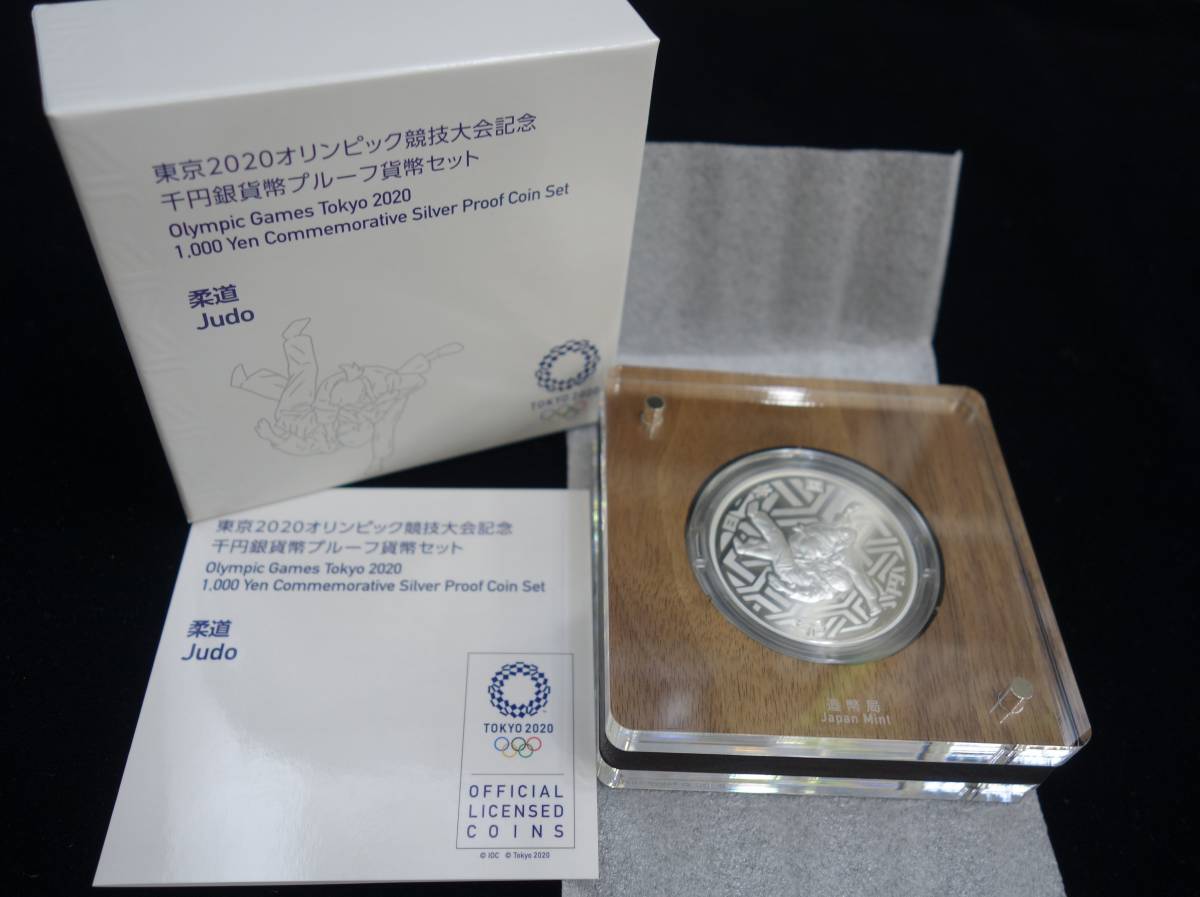 東京2020オリンピック競技大会記念
千円銀貨幣プルーフ貨幣セット
Olympic Games Tokyo 2020
1,000 Yen Commemorative Silver Proof Coin Set
柔道
Judo
TOKYO 2020
東京2020オリンピック競技大会記念
千円銀貨幣プルーフ貨幣セット
Olympic Games Tokyo 2020
1,000 Yen Commemorative Silver Proof Coin Set
柔道
Judo
TOKYO 2020
OFFICIAL
LICENSED
COINS
© IOC © Tokyo 2020
日本国
造幣局
Japan Mint